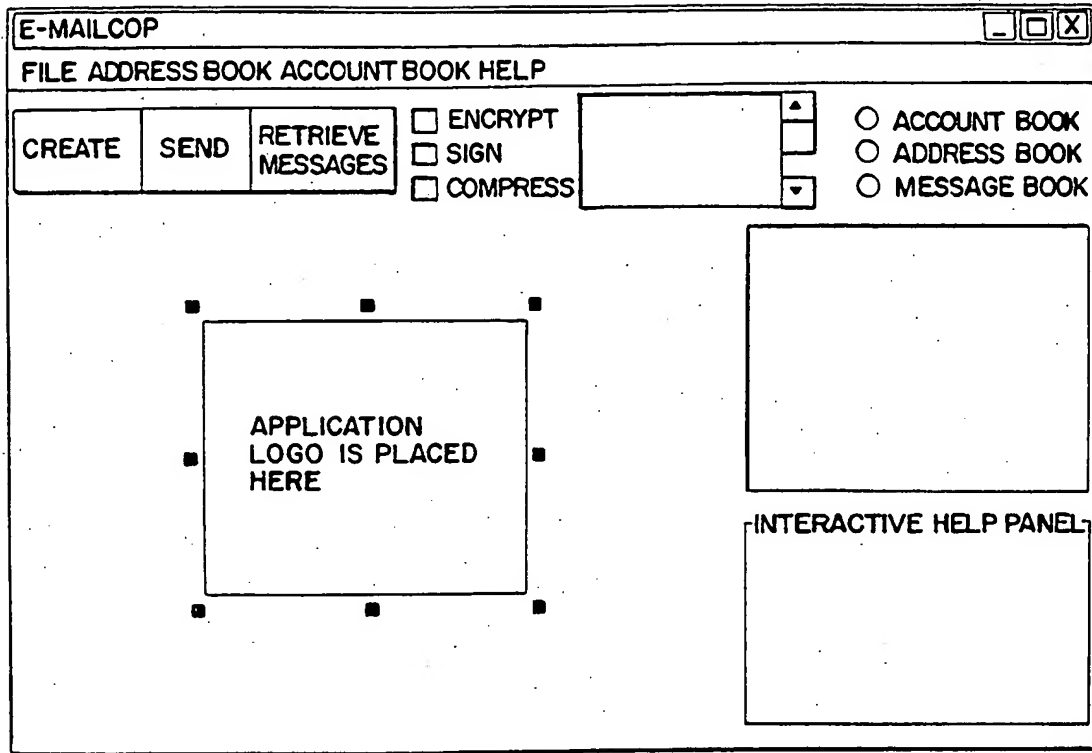 E-MAILCOP
X
FILE ADDRESS BOOK ACCOUNT BOOK HELP
CREATE
SEND
RETRIEVE
MESSAGES
ENCRYPT
SIGN
COMPRESS
ACCOUNT BOOK
ADDRESS BOOK
MESSAGE BOOK
APPLICATION
LOGO IS PLACED
HERE
INTERACTIVE HELP PANEL